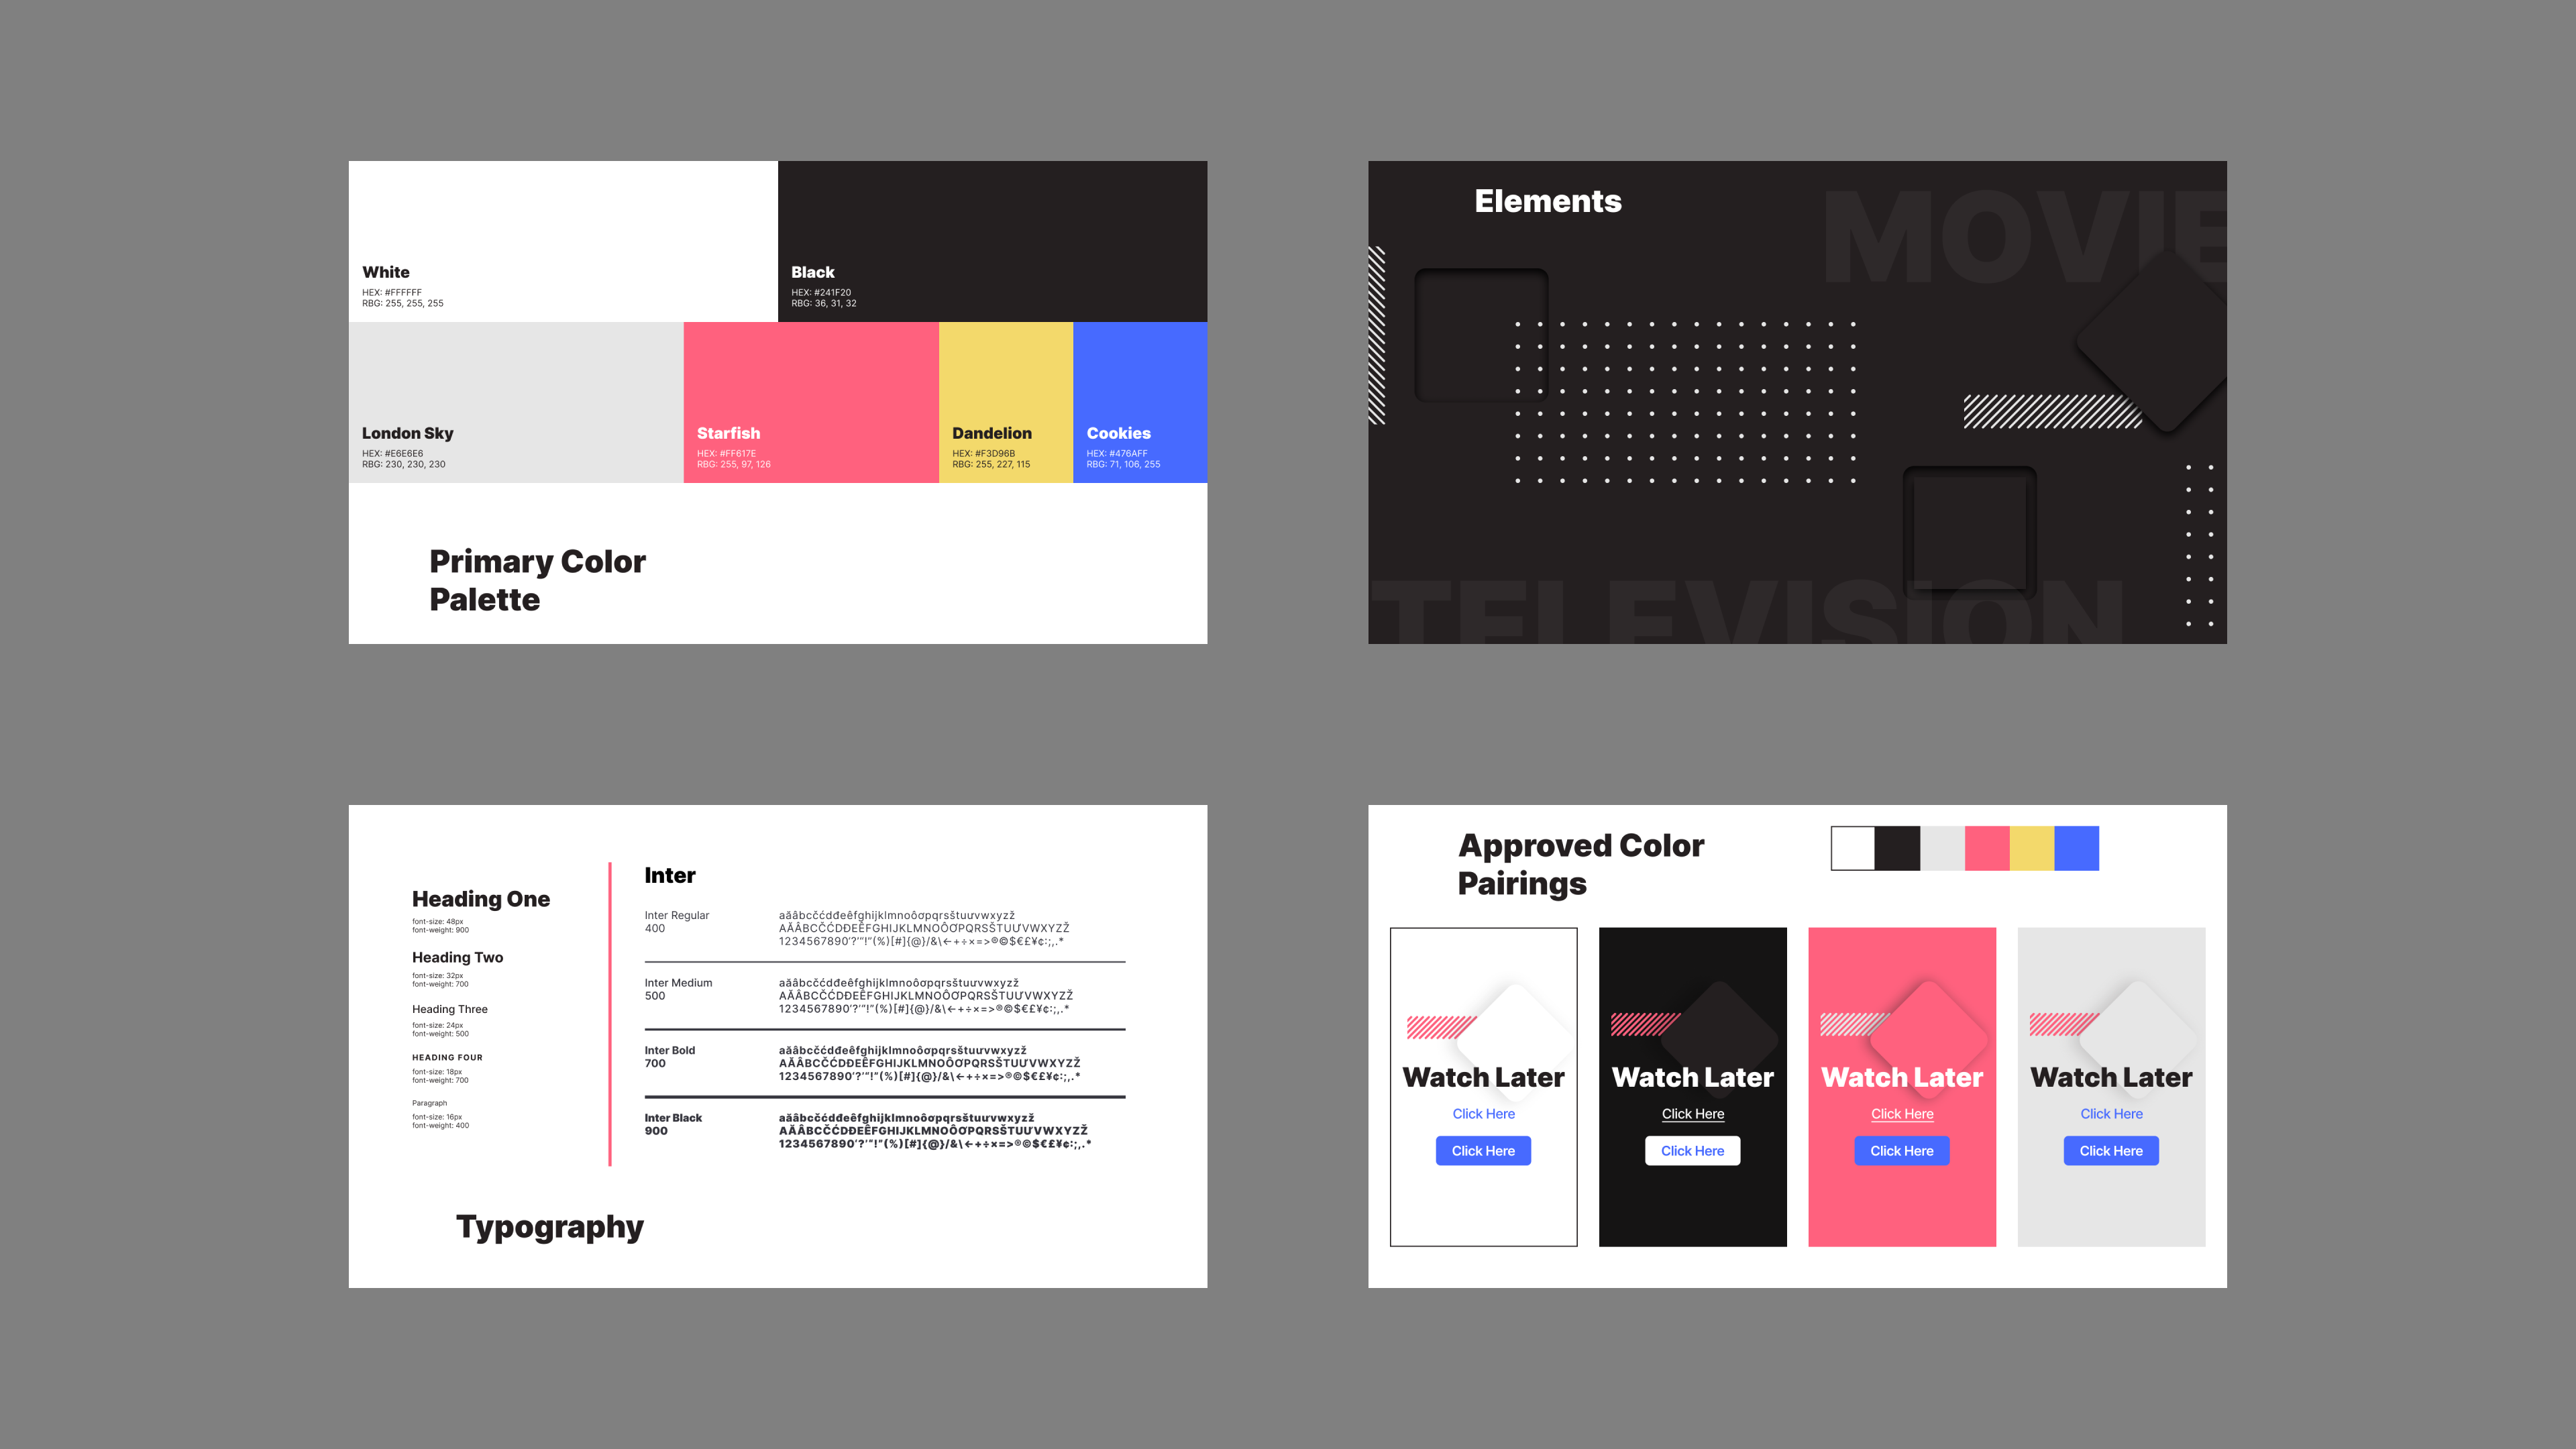 White
HEX: #FFFFFF
RBG: 255, 255, 255
Black
HEX: #241F20
RBG: 36, 31, 32
London Sky
HEX: #E6E6E6
RBG: 230, 230, 230
Starfish
HEX: #FF617E
RBG: 255, 97, 126
Dandelion
HEX: #F3D96B
RBG: 255, 227, 115
Cookies
HEX: #476AFF
RBG: 71, 106, 255
Primary Color
Palette
Elements
MOVIE
TELEVISION
Heading One
font-size: 48px
font-weight: 900
Heading Two
font-size: 32px
font-weight: 700
Heading Three
font-size: 24px
font-weight: 500
HEADING FOUR
font-size: 18px
font-weight: 700
Paragraph
font-size: 16px
font-weight: 400
Inter
Inter Regular
400
aăâbcčćdđeêfghijklmnoôơpqrsštuưvwxyzž
AĂÂBCČĆDĐEÊFGHIJKLMNOÔƠPQRSŠTUƯVWXYZŽ
1234567890‘?’“!”(%)[#]{@}/&\<-+÷×=>®©$€£¥¢:;,.*
Inter Medium
500
aăâbcčćdđeêfghijklmnoôơpqrsštuưvwxyzž
AĂÂBCČĆDĐEÊFGHIJKLMNOÔƠPQRSŠTUƯVWXYZŽ
1234567890‘?’“!”(%)[#]{@}/&\<-+÷×=>®©$€£¥¢:;,.*
Inter Bold
700
aăâbcčćdđeêfghijklmnoôơpqrsštuưvwxyzž
AĂÂBCČĆDĐEÊFGHIJKLMNOÔƠPQRSŠTUƯVWXYZŽ
1234567890‘?’“!”(%)[#]{@}/&\<-+÷×=>®©$€£¥¢:;,.*
Inter Black
900
aăâbcčćdđeêfghijklmnoôơpqrsštuưvwxyzž
AĂÂBCČĆDĐEÊFGHIJKLMNOÔƠPQRSŠTUƯVWXYZŽ
1234567890‘?’“!”(%)[#]{@}/&\<-+÷×=>®©$€£¥¢:;,.*
Typography
Approved Color
Pairings
Watch Later
Click Here
Click Here
Watch Later
Click Here
Click Here
Watch Later
Click Here
Click Here
Watch Later
Click Here
Click Here